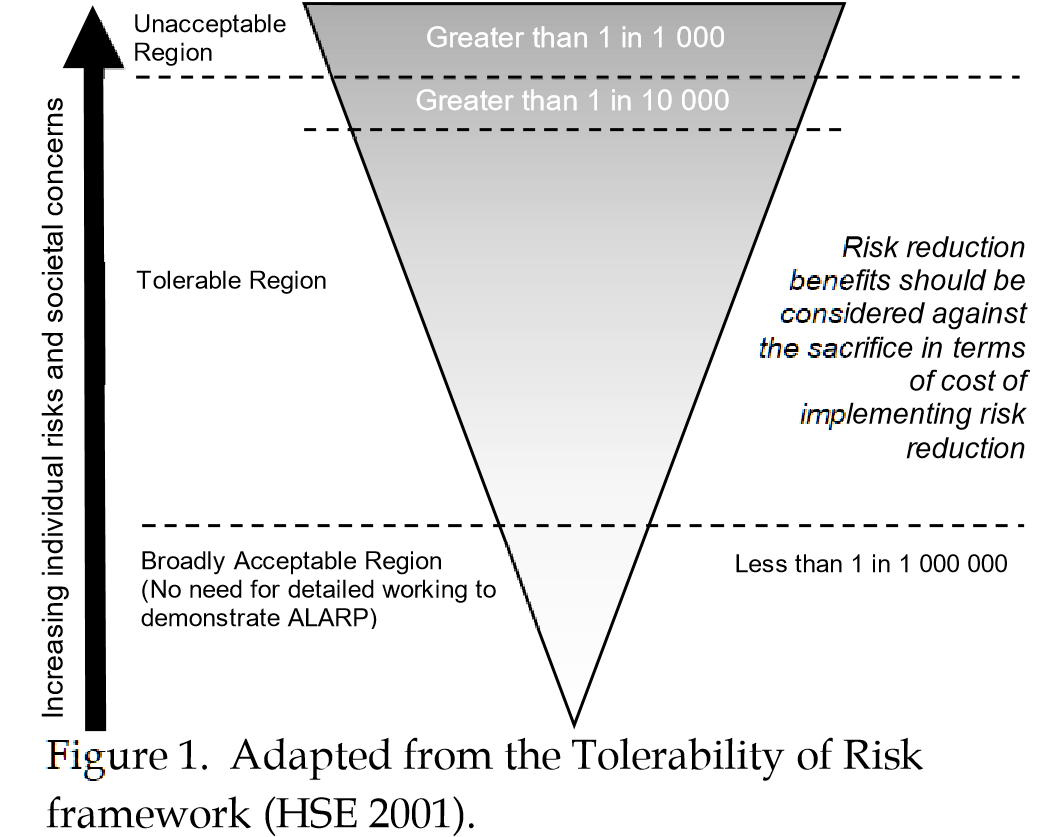 Unacceptable
Region
Greater than 1 in 1 000
Greater than 1 in 10 000
Increasing individual risks and societal concerns
Tolerable Region
Risk reduction
benefits should be
considered against
the sacrifice in terms
of cost of
implementing risk
reduction
Broadly Acceptable Region
(No need for detailed working to
demonstrate ALARP)
Less than 1 in 1 000 000
Figure 1.  Adapted from the Tolerability of Risk
framework (HSE 2001).